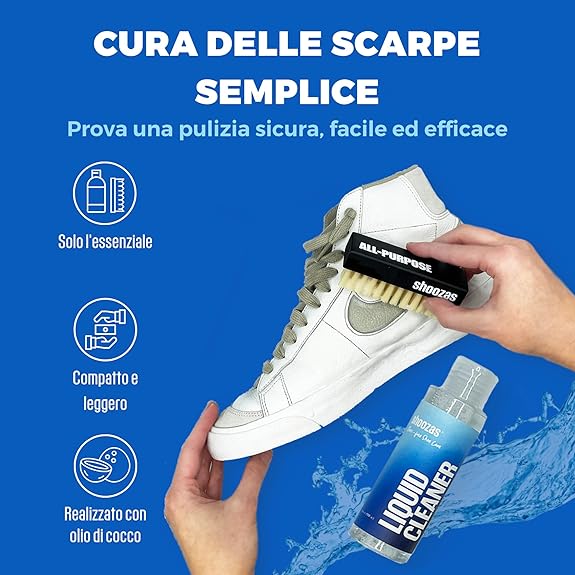 CURA DELLE SCARPE
SEMPLICE
Prova una pulizia sicura, facile ed efficace
Solo l'essenziale
ALL-PURPOSE
shoozas
Compatto e
leggero
shoozas
LIQUID
CLEANER
Realizzato con
olio di cocco